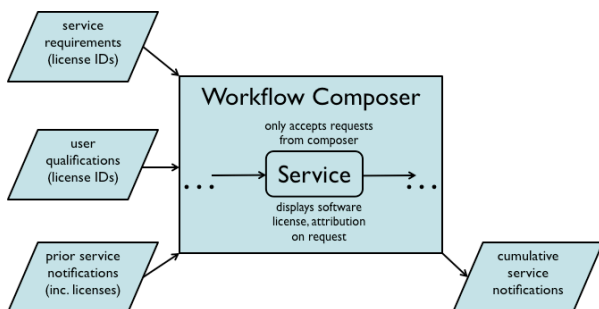 service
requirements
(license IDs)
user
qualifications
(license IDs)
prior service
notifications
(inc. licenses)
Workflow Composer
only accepts requests
from composer
...
Service
...
displays software
license, attribution
on request
cumulative
service
notifications